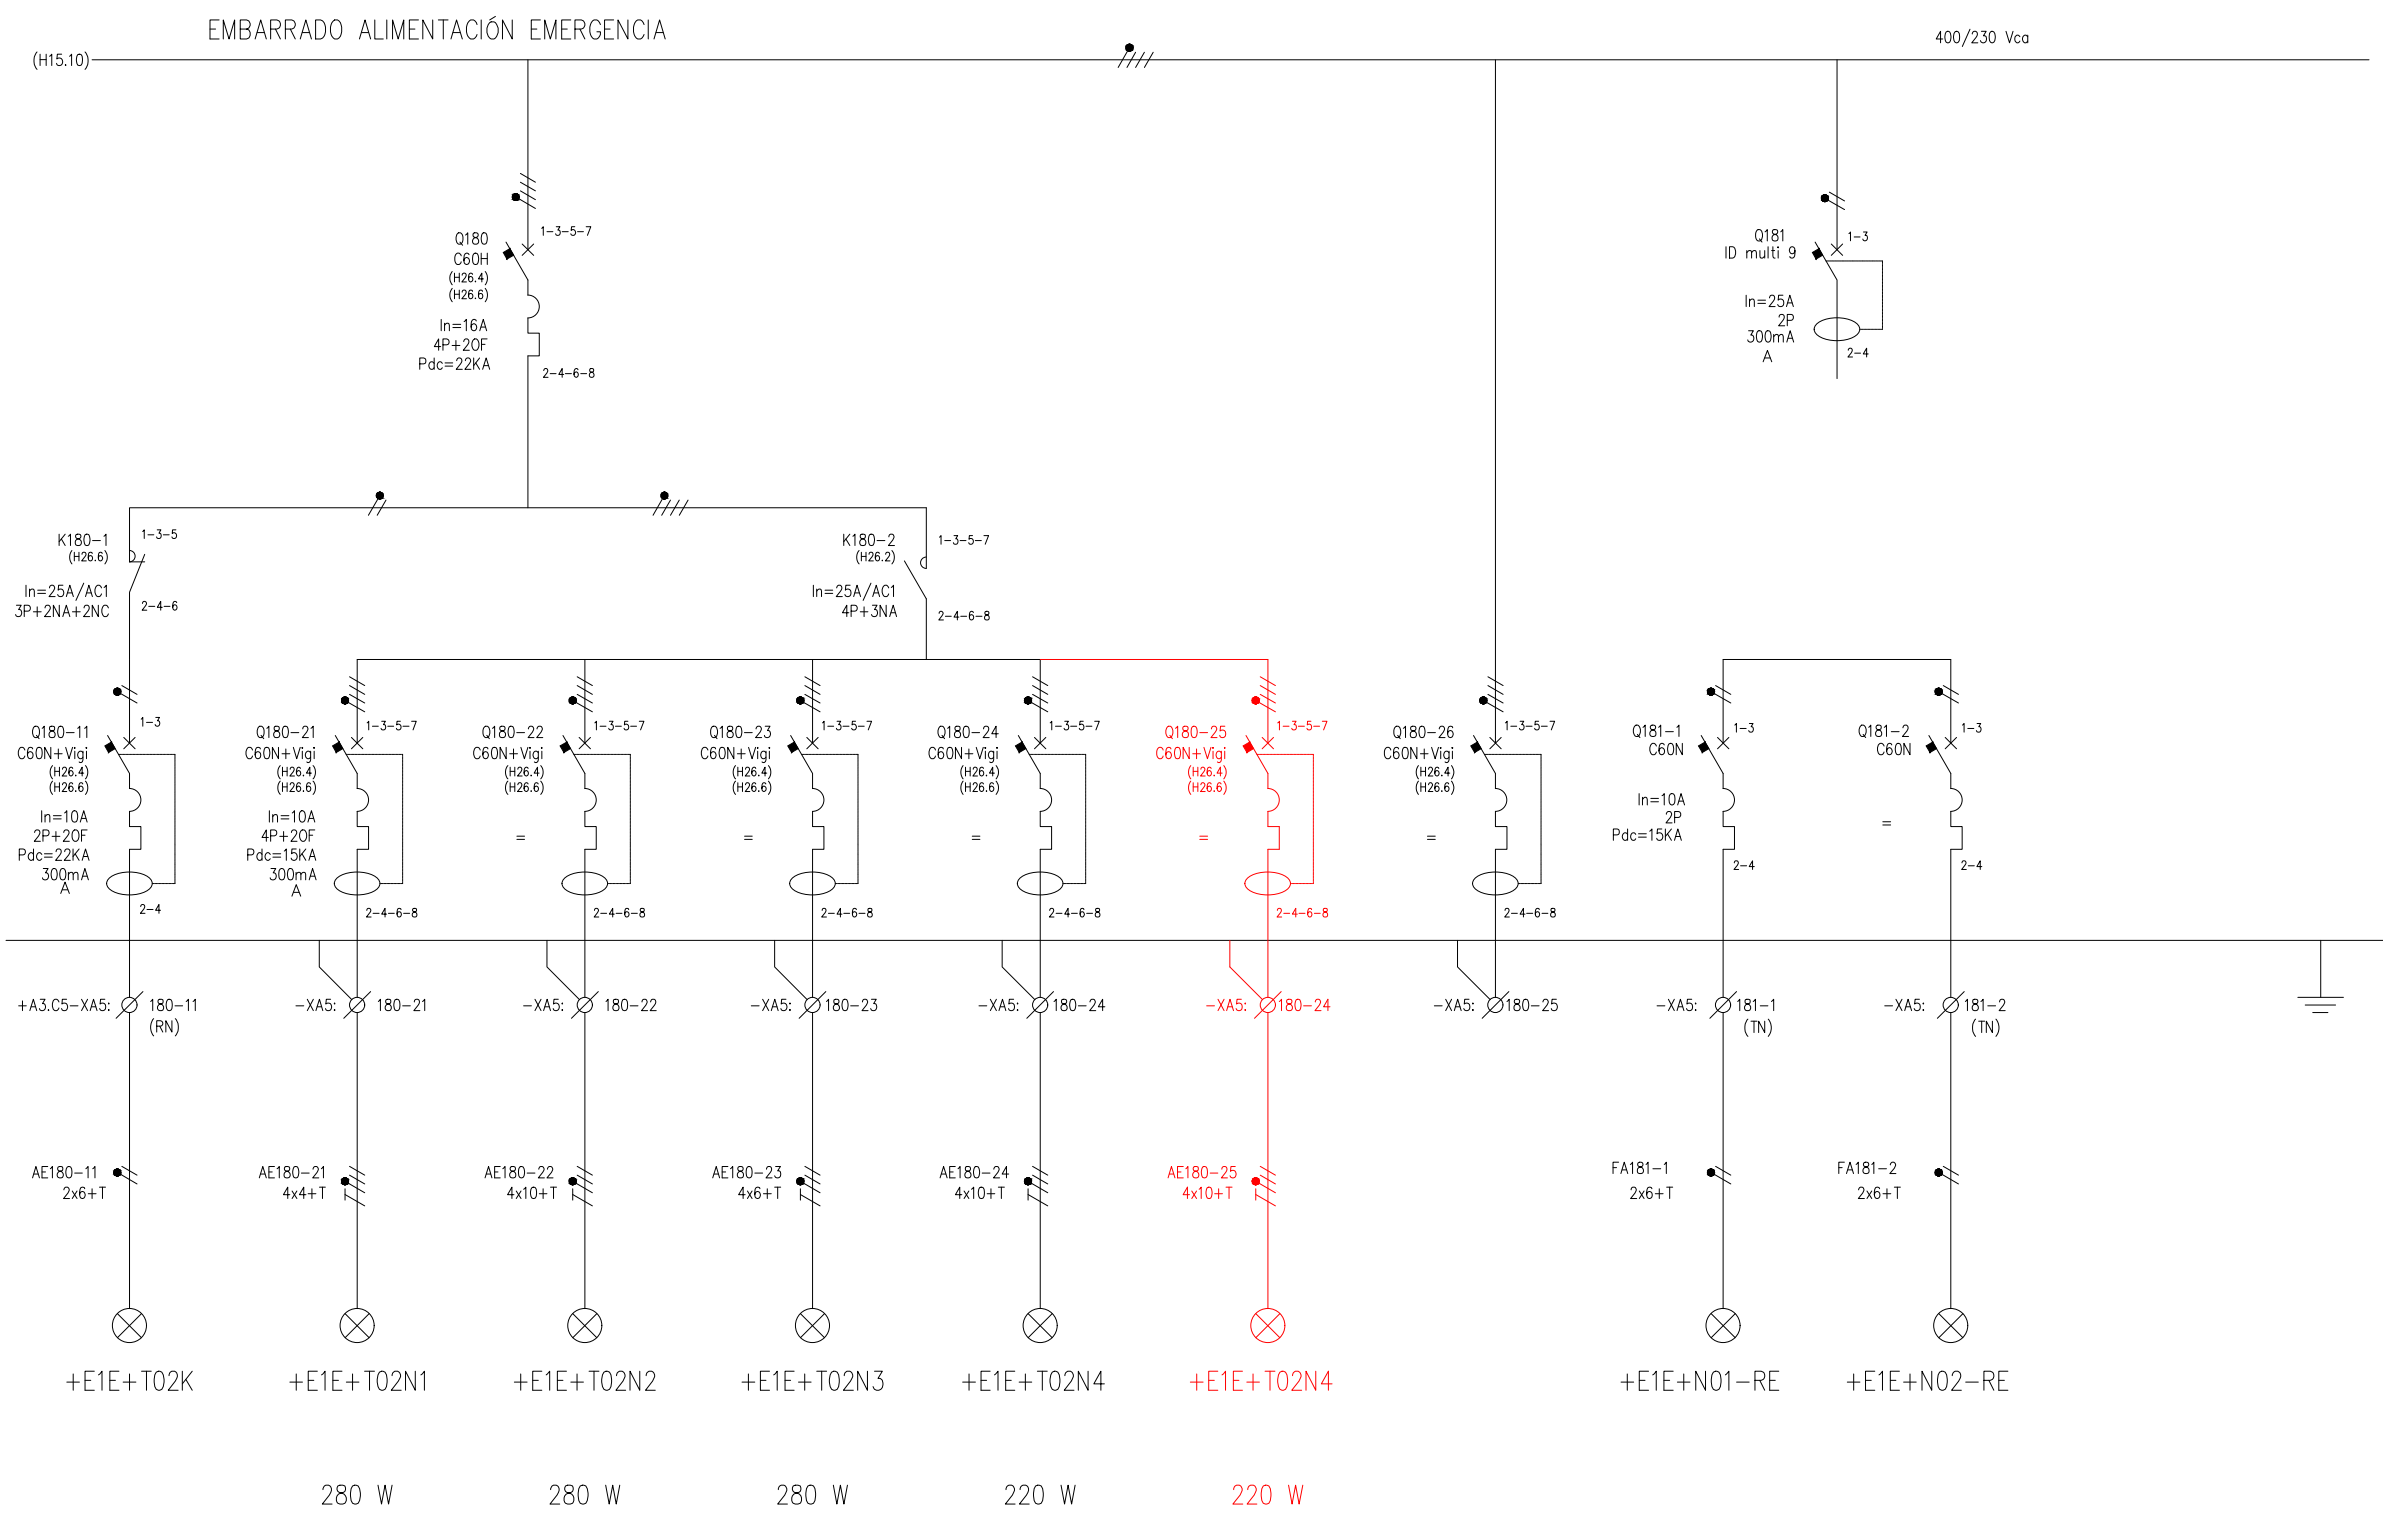 EMBARRADO ALIMENTACIÓN EMERGENCIA
400/230 Vca
(H15.10)
Q180
C60H
(H26.4)
(H26.6)
In=16A
4P+2OF
Pdc=22KA
1-3-5-7
2-4-6-8
Q181
ID multi 9
In=25A
2P
300mA
A
1-3
2-4
K180-1
(H26.6)
In=25A/AC1
3P+2NA+2NC
1-3-5
2-4-6
K180-2
(H26.2)
In=25A/AC1
4P+3NA
1-3-5-7
2-4-6-8
Q180-11
C60N+Vigi
(H26.4)
(H26.6)
In=10A
2P+2OF
Pdc=22KA
300mA
A
1-3
2-4
Q180-21
C60N+Vigi
(H26.4)
(H26.6)
In=10A
4P+2OF
Pdc=15KA
300mA
A
1-3-5-7
2-4-6-8
Q180-22
C60N+Vigi
(H26.4)
(H26.6)
=
1-3-5-7
2-4-6-8
Q180-23
C60N+Vigi
(H26.4)
(H26.6)
=
1-3-5-7
2-4-6-8
Q180-24
C60N+Vigi
(H26.4)
(H26.6)
=
1-3-5-7
2-4-6-8
Q180-25
C60N+Vigi
(H26.4)
(H26.6)
=
1-3-5-7
2-4-6-8
Q180-26
C60N+Vigi
(H26.4)
(H26.6)
=
1-3-5-7
2-4-6-8
Q181-1
C60N
In=10A
2P
Pdc=15KA
1-3
2-4
Q181-2
C60N
=
1-3
2-4
+A3.C5-XA5: 180-11
(RN)
-XA5: 180-21
-XA5: 180-22
-XA5: 180-23
-XA5: 180-24
-XA5: 180-24
-XA5: 180-25
-XA5: 181-1
(TN)
-XA5: 181-2
(TN)
AE180-11
2x6+T
AE180-21
4x4+T
AE180-22
4x10+T
AE180-23
4x6+T
AE180-24
4x10+T
AE180-25
4x10+T
FA181-1
2x6+T
FA181-2
2x6+T
+E1E+T02K
+E1E+T02N1
+E1E+T02N2
+E1E+T02N3
+E1E+T02N4
+E1E+T02N4
+E1E+N01-RE
+E1E+N02-RE
280 W
280 W
280 W
220 W
220 W